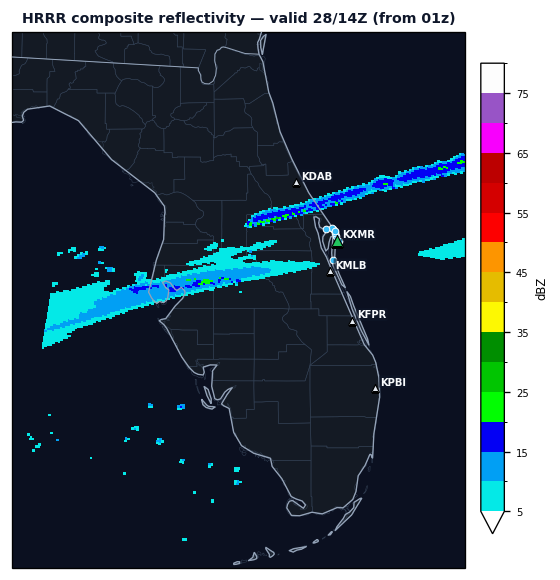 HRRR composite reflectivity — valid 28/14Z (from 01z)
KDAB
KXMR
KMLB
KFPR
KPBI
75
65
55
45
35
25
15
5
dBZ